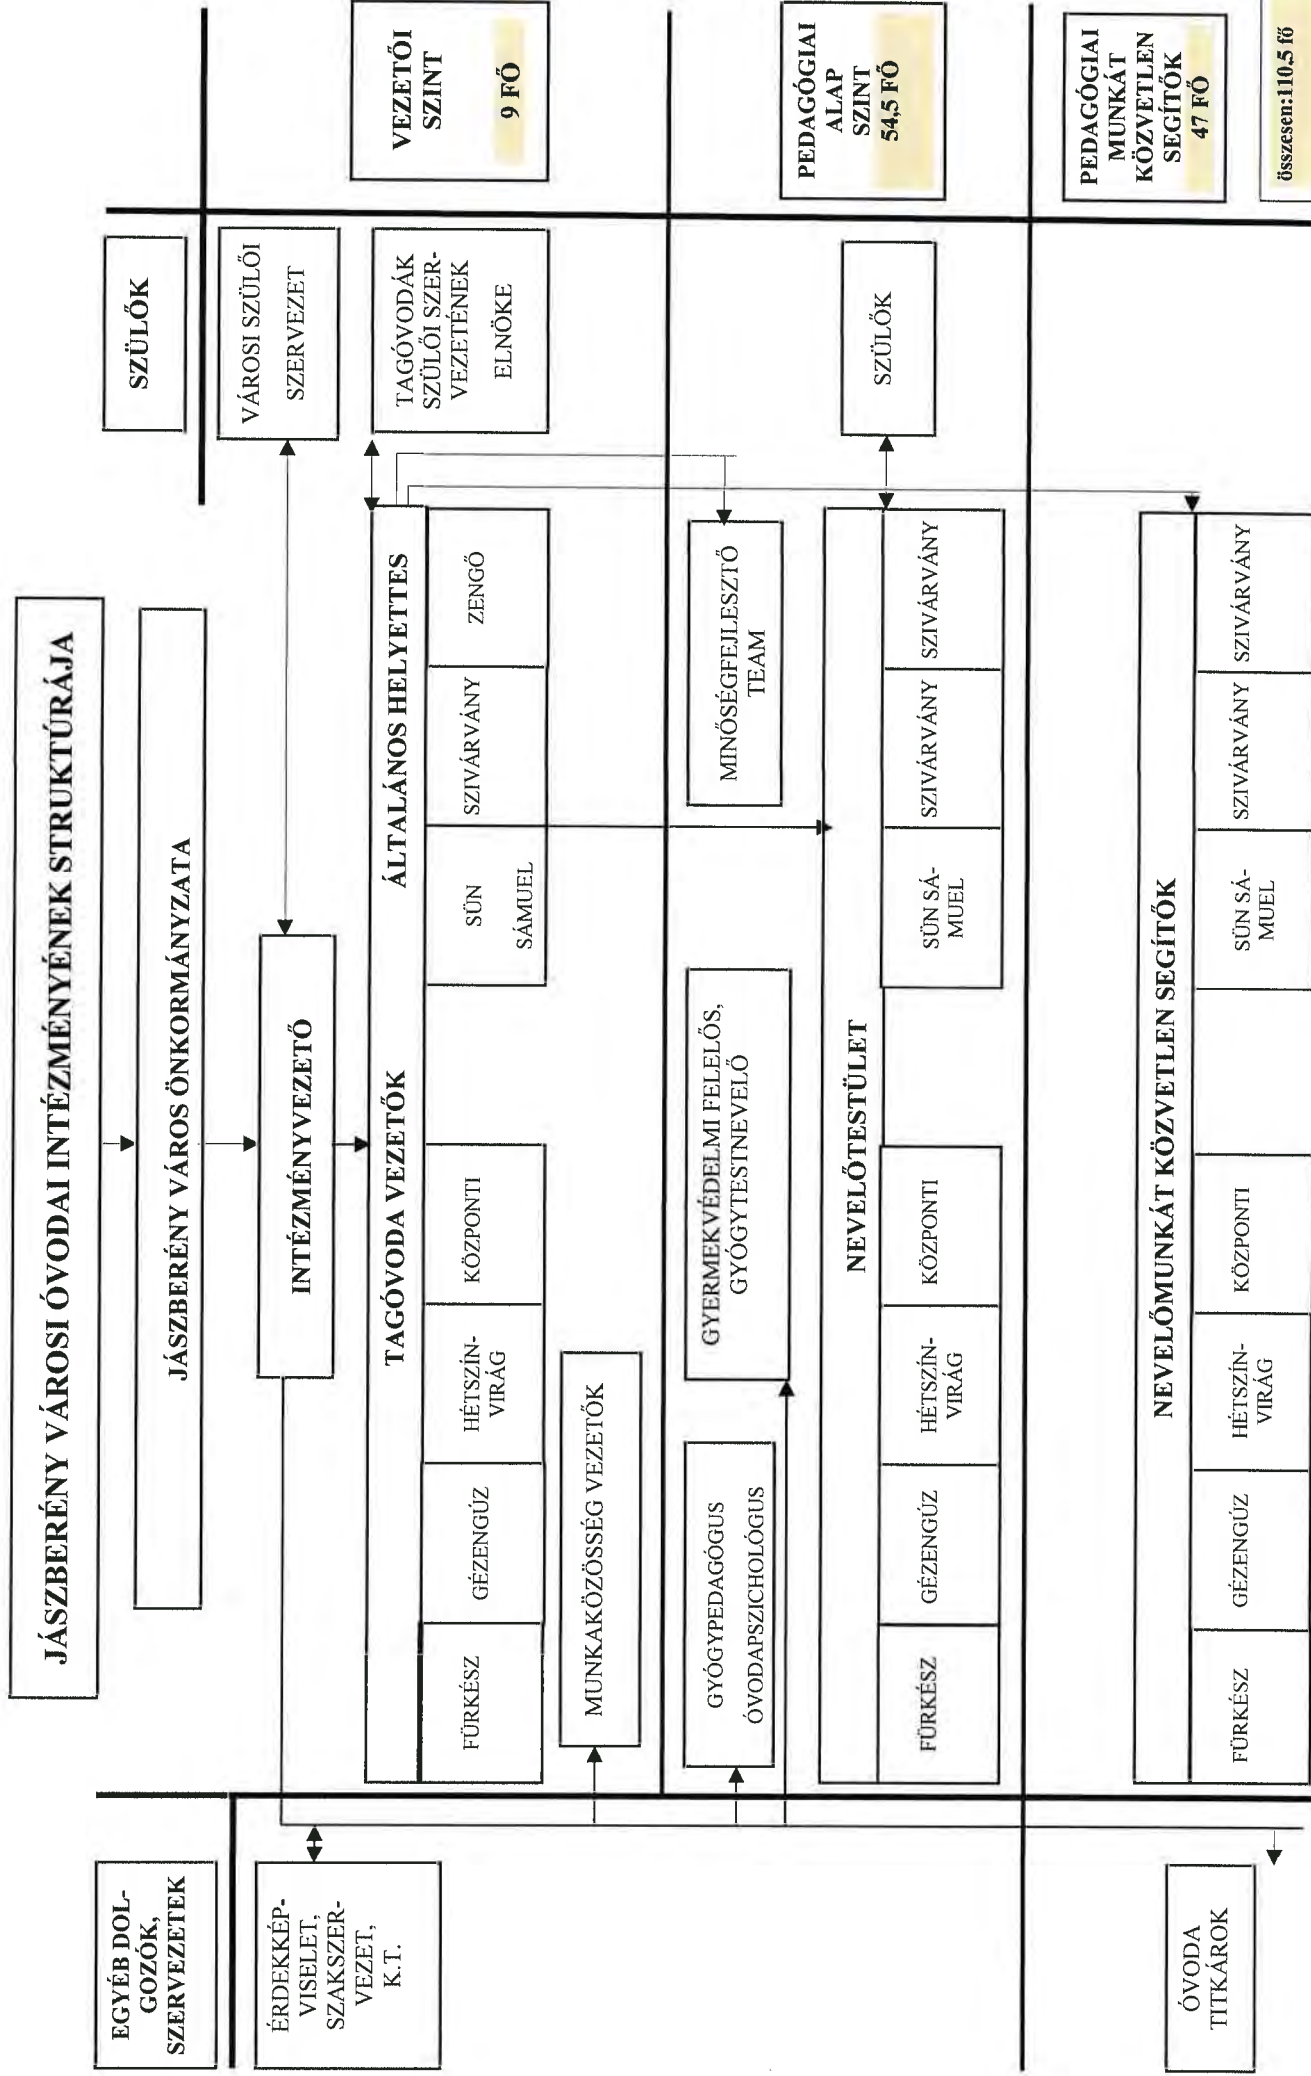 JÁSZBERÉNY VÁROSI ÓVODAI INTÉZMÉNYÉNEK STRUKTÚRÁJA
JÁSZBERÉNY VÁROS ÖNKORMÁNYZATA
EGYÉB DOL-
GOZÓK,
SZERVEZETEK
SZÜLŐK
ÉRDEKKÉP-
VISELET,
SZAKSZER-
VEZET,
K.T.
INTÉZMÉNYVEZETŐ
VÁROSI SZÜLŐI
SZERVEZET
TAGÓVODA VEZETŐK
ÁLTALÁNOS HELYETTES
FÜRKÉSZ
GÉZENGÚZ
HÉTSZÍN-
VIRÁG
KÖZPONTI
SÜN
SÁMUEL
SZIVÁRVÁNY
ZENGŐ
TAGÓVODÁK
SZÜLŐI SZER-
VEZETÉNEK
ELNÖKE
VEZETŐI
SZINT
9 FŐ
MUNKAKÖZÖSSÉG VEZETŐK
GYÓGYPEDAGÓGUS
ÓVODAPSZICHOLÓGUS
GYERMEKVÉDELMI FELELŐS,
GYÓGYTESTNEVELŐ
MINŐSÉGFEJLESZTŐ
TEAM
NEVELŐTESTÜLET
FÜRKÉSZ
GÉZENGÚZ
HÉTSZÍN-
VIRÁG
KÖZPONTI
SÜN SÁ-
MUEL
SZIVÁRVÁNY
SZIVÁRVÁNY
SZÜLŐK
PEDAGÓGIAI
ALAP
SZINT
54,5 FŐ
ÓVODA
TITKÁROK
NEVELŐMUNKÁT KÖZVETLEN SEGÍTŐK
FÜRKÉSZ
GÉZENGÚZ
HÉTSZÍN-
VIRÁG
KÖZPONTI
SÜN SÁ-
MUEL
SZIVÁRVÁNY
SZIVÁRVÁNY
PEDAGÓGIAI
MUNKÁT
KÖZVETLEN
SEGÍTŐK
47 FŐ
összesen:110,5 fő